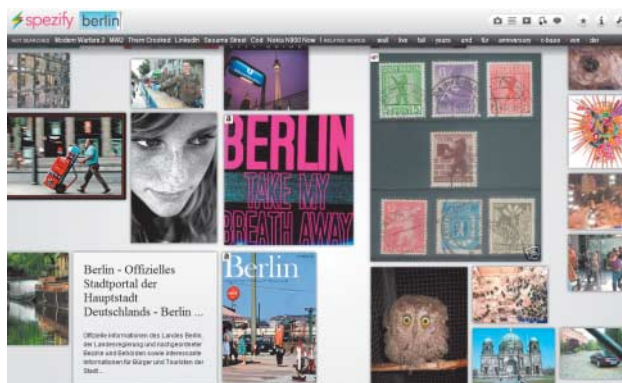 spezify berlin
HOT SEARCHES Modern Warfare 2 MW2 Them Crooked LinkedIn Sesame Street Cod Nokia N900 Now RELATED WORDS wall live fall years und für anniversary c-base von der
BERLIN
TAKE MY
BREATH AWAY
Berlin - Offizielles
Stadtportal der
Hauptstadt
Deutschlands - Berlin ...
Offizielle Informationen des Landes Berlin,
der Landesregierung und nachgeordneter
Bezirke und Behörden sowie interessante
Informationen für Bürger und Touristen der
Stadt...
Berlin